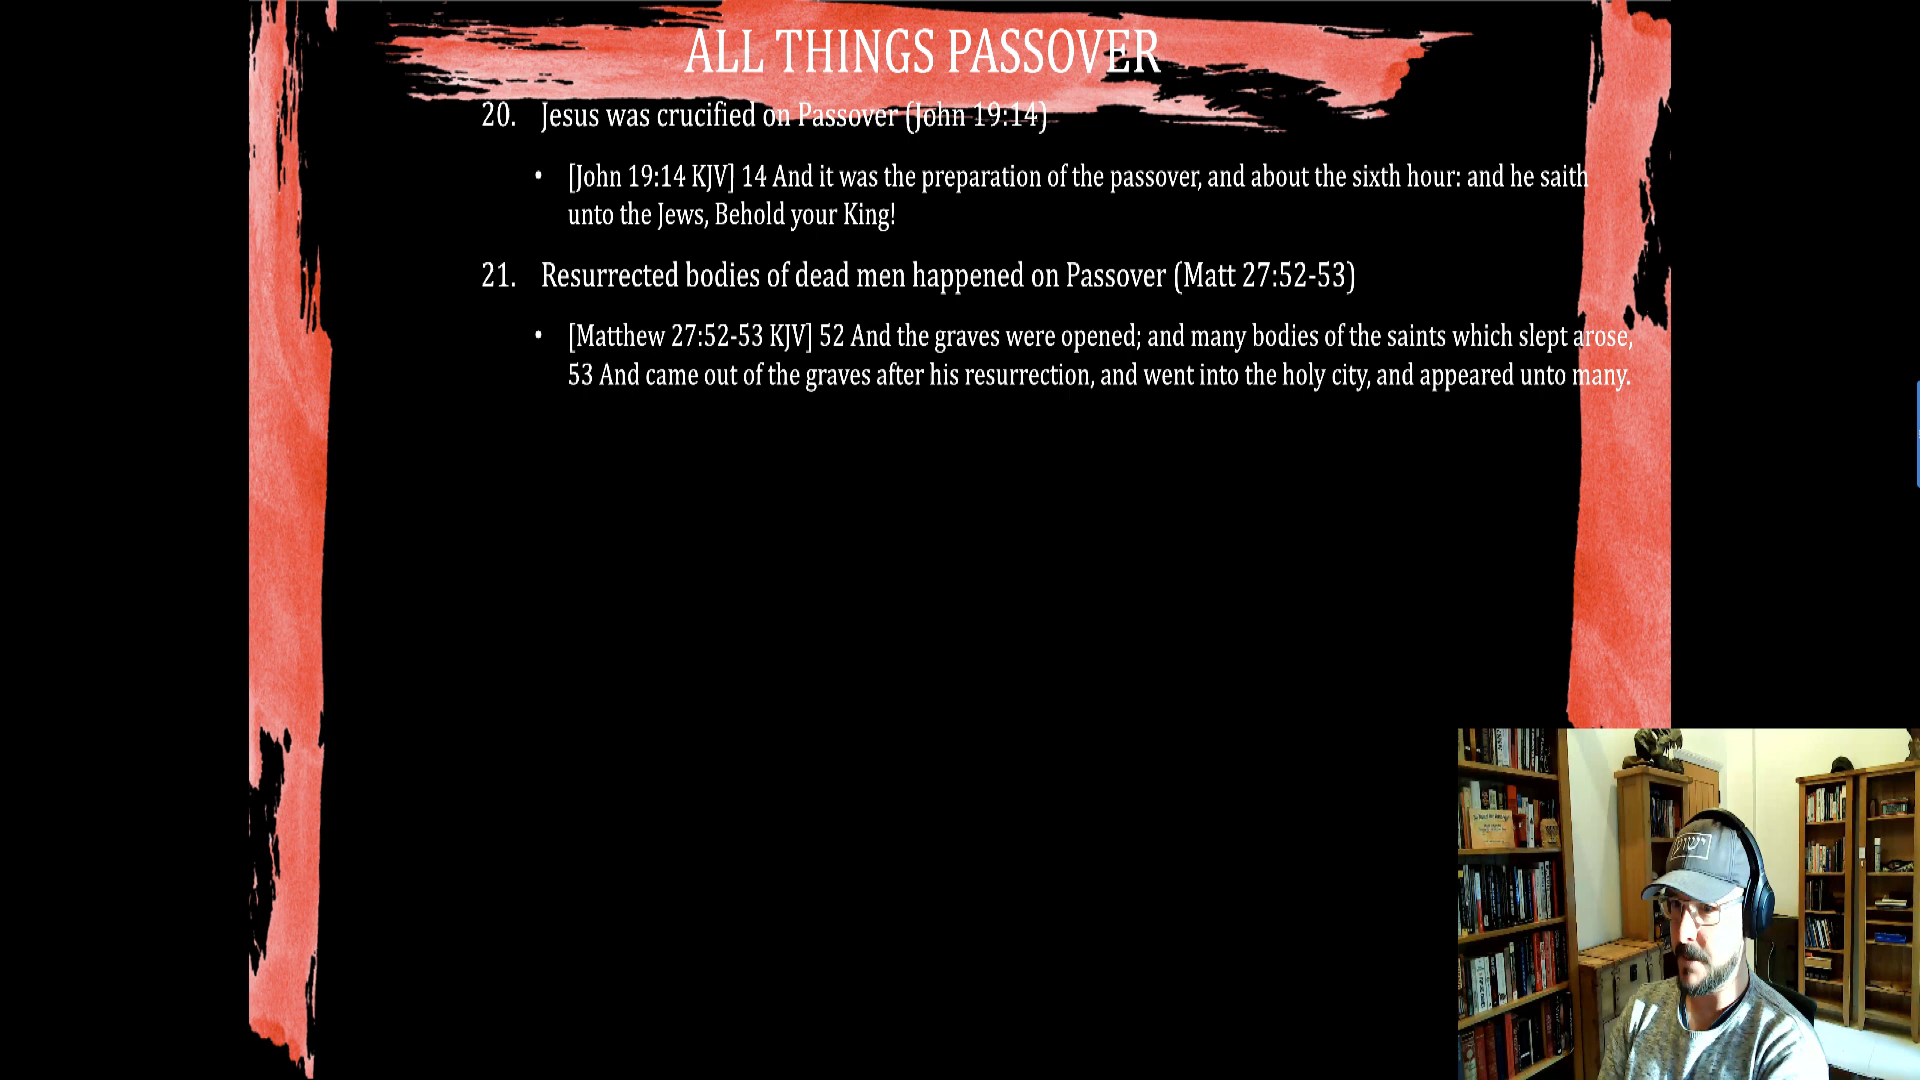 ALL THINGS PASSOVER
20. Jesus was crucified on Passover (John 19:14)
• [John 19:14 KJV] 14 And it was the preparation of the passover, and about the sixth hour: and he saith
unto the Jews, Behold your King!
21. Resurrected bodies of dead men happened on Passover (Matt 27:52-53)
• [Matthew 27:52-53 KJV] 52 And the graves were opened; and many bodies of the saints which slept arose,
53 And came out of the graves after his resurrection, and went into the holy city, and appeared unto many.